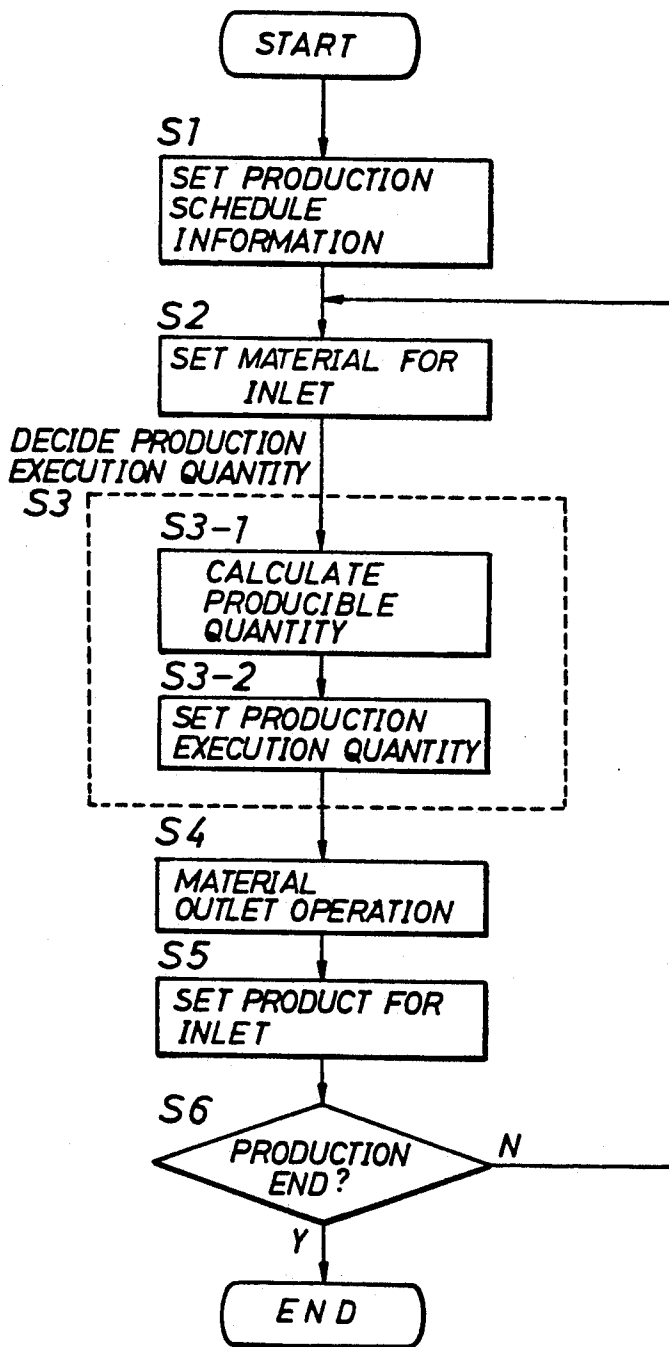 START
S1
SET PRODUCTION
SCHEDULE
INFORMATION
S2
SET MATERIAL FOR
INLET
DECIDE PRODUCTION
EXECUTION QUANTITY
S3
S3-1
CALCULATE
PRODUCIBLE
QUANTITY
S3-2
SET PRODUCTION
EXECUTION QUANTITY
S4
MATERIAL
OUTLET OPERATION
S5
SET PRODUCT FOR
INLET
S6
PRODUCTION
END?
N
Y
END